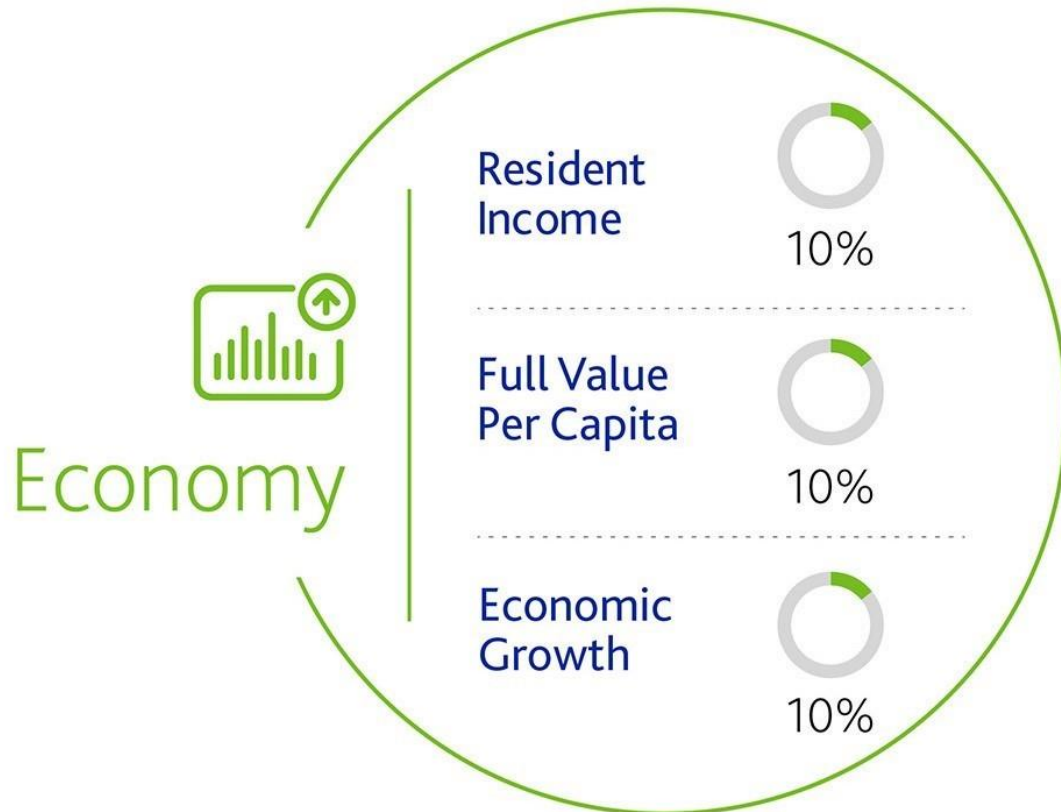 Economy
Resident
Income
10%
Full Value
Per Capita
10%
Economic
Growth
10%